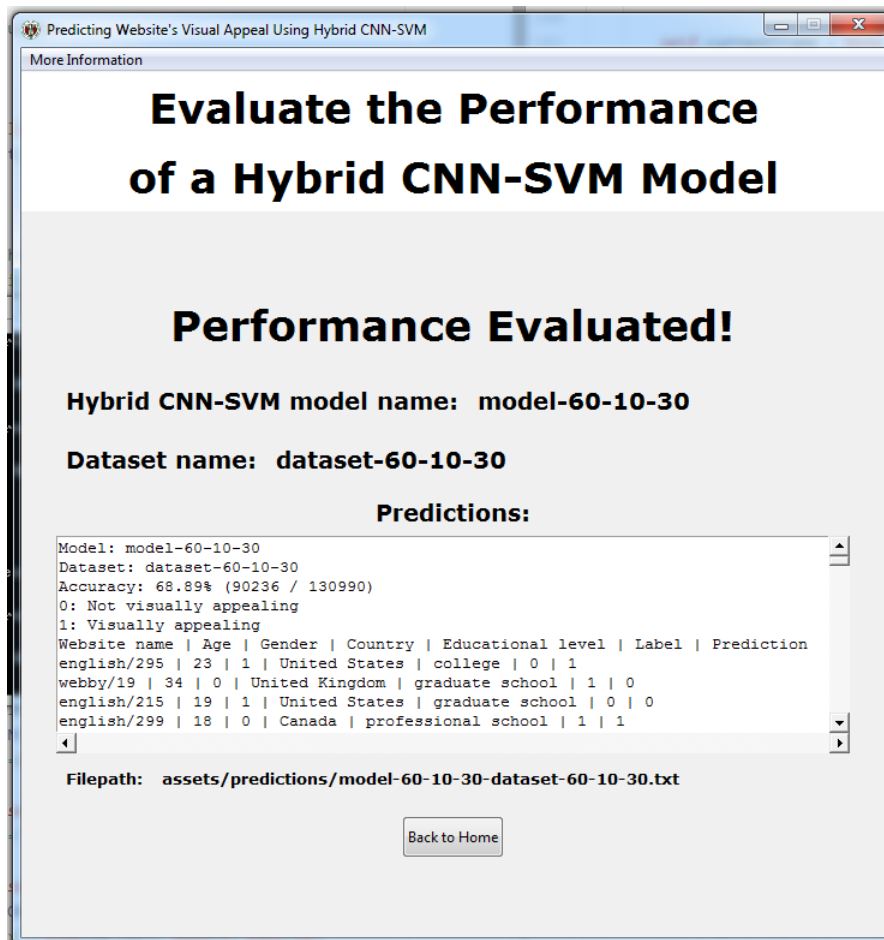 Predicting Website's Visual Appeal Using Hybrid CNN-SVM
More Information
Evaluate the Performance
of a Hybrid CNN-SVM Model
Performance Evaluated!
Hybrid CNN-SVM model name: model-60-10-30
Dataset name: dataset-60-10-30
Predictions:
Model: model-60-10-30
Dataset: dataset-60-10-30
Accuracy: 68.89% (90236 / 130990)
0: Not visually appealing
1: Visually appealing
Website name | Age | Gender | Country | Educational level | Label | Prediction
english/295 | 23 | 1 | United States | college | 0 | 1
webby/19 | 34 | 0 | United Kingdom | graduate school | 1 | 0
english/215 | 19 | 1 | United States | graduate school | 0 | 0
english/299 | 18 | 0 | Canada | professional school | 1 | 1
Filepath: assets/predictions/model-60-10-30-dataset-60-10-30.txt
Back to Home